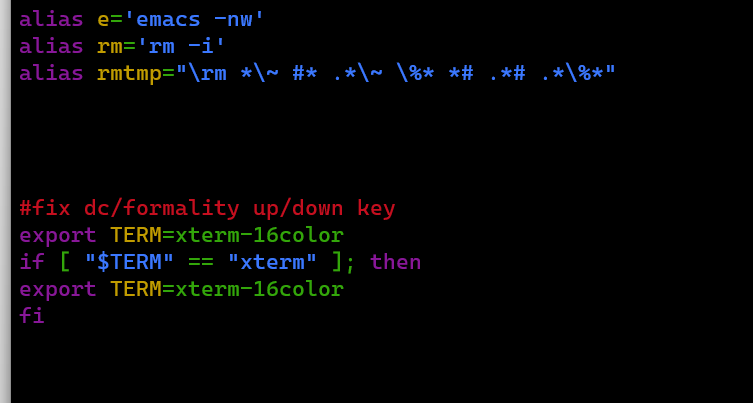 alias e='emacs -nw'
alias rm='rm -i'
alias rmtmp="\rm *\~ #* .*\~ \%* *# .*# .*\%*"
#fix dc/formality up/down key
export TERM=xterm-16color
if [ "$TERM" == "xterm" ]; then
export TERM=xterm-16color
fi